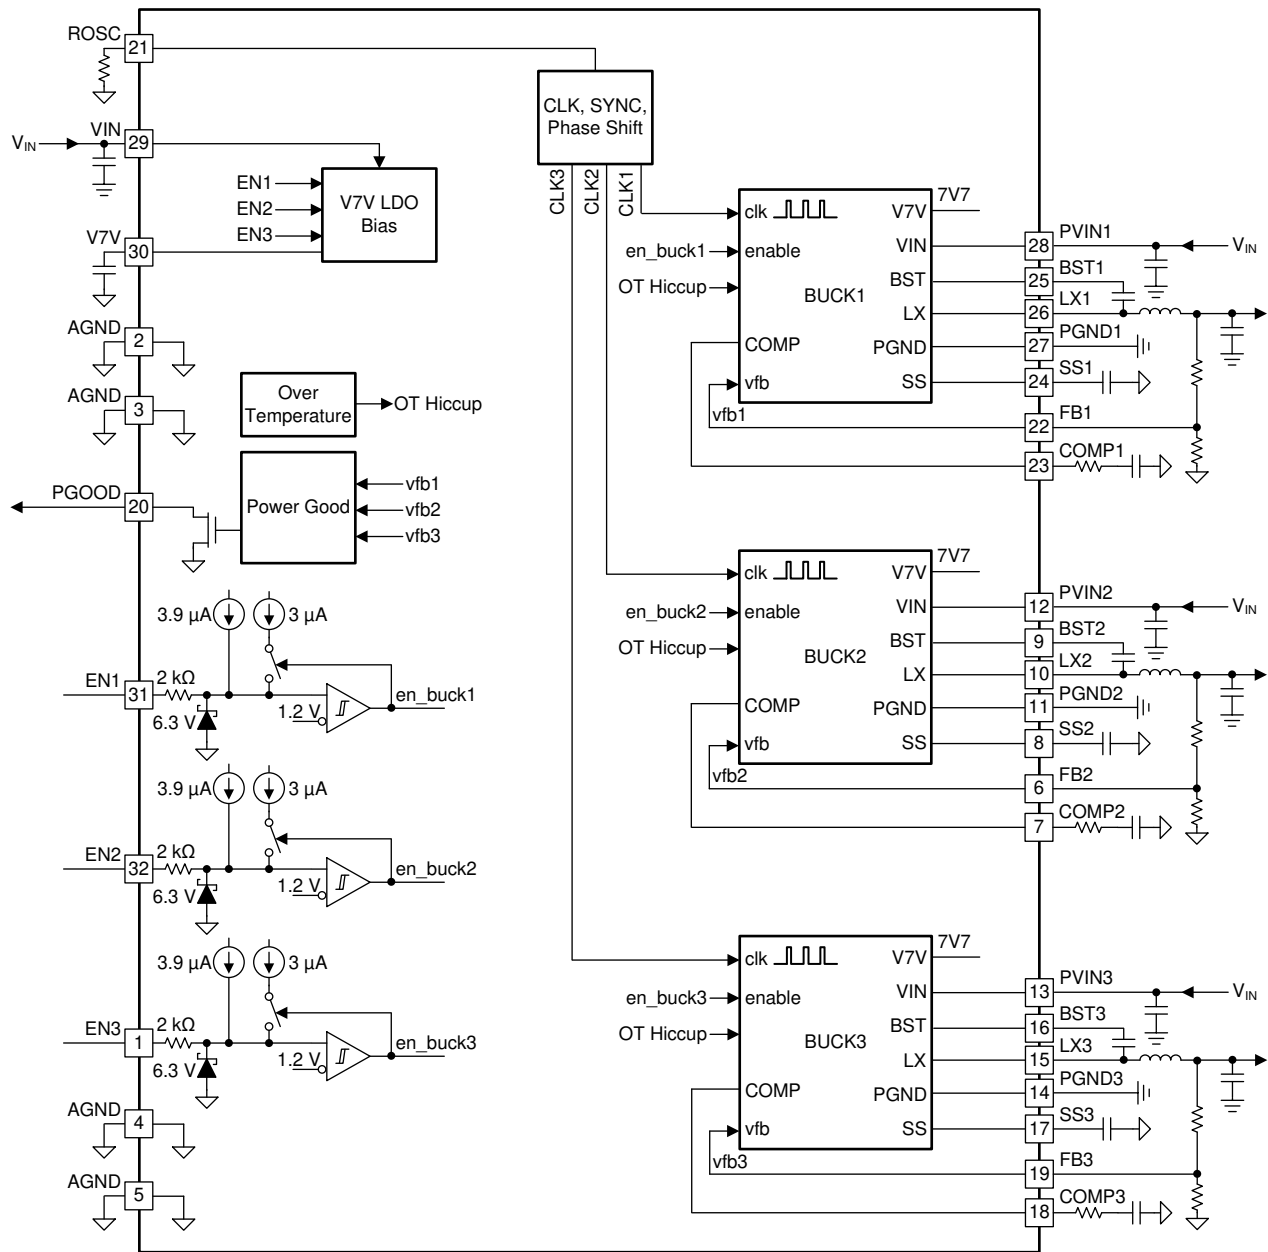 ROSC
21
CLK, SYNC,
Phase Shift
VIN
VIN
29
EN1
EN2
EN3
V7V LDO
Bias
V7V
30
CLK3
CLK2
CLK1
AGND
2
AGND
3
Over
Temperature
OT Hiccup
PGOOD
20
Power Good
vfb1
vfb2
vfb3
3.9 µA
3 µA
EN1
31
2 kΩ
6.3 V
1.2 V
en_buck1
3.9 µA
3 µA
EN2
32
2 kΩ
6.3 V
1.2 V
en_buck2
3.9 µA
3 µA
EN3
1
2 kΩ
6.3 V
1.2 V
en_buck3
AGND
4
AGND
5
clk
V7V
7V7
en_buck1
enable
VIN
28
PVIN1
VIN
OT Hiccup
BUCK1
BST
25
BST1
LX
26
LX1
COMP
PGND
27
PGND1
vfb
SS
24
SS1
vfb1
22
FB1
23
COMP1
clk
V7V
7V7
en_buck2
enable
VIN
12
PVIN2
VIN
OT Hiccup
BUCK2
BST
9
BST2
LX
10
LX2
COMP
PGND
11
PGND2
vfb
SS
8
SS2
vfb2
6
FB2
7
COMP2
clk
V7V
7V7
en_buck3
enable
VIN
13
PVIN3
VIN
OT Hiccup
BUCK3
BST
16
BST3
LX
15
LX3
COMP
PGND
14
PGND3
vfb
SS
17
SS3
vfb3
19
FB3
18
COMP3